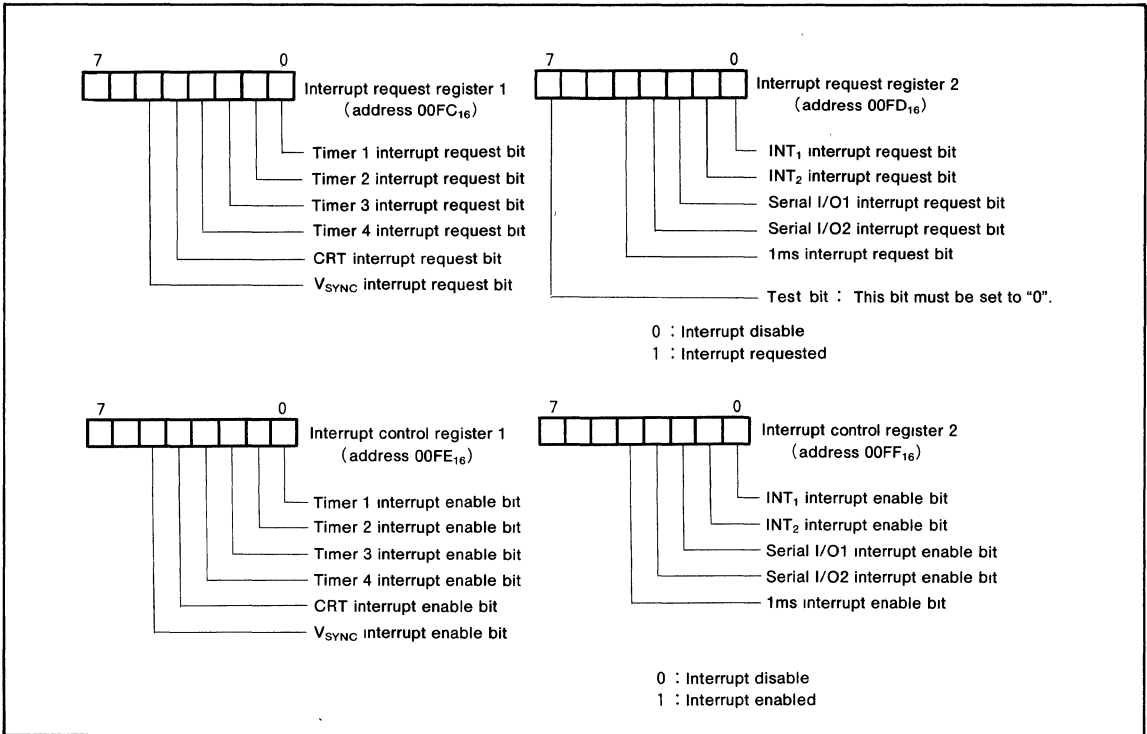 7 0
Interrupt request register 1
(address 00FC₁₆)
Timer 1 interrupt request bit
Timer 2 interrupt request bit
Timer 3 interrupt request bit
Timer 4 interrupt request bit
CRT interrupt request bit
V_SYNC interrupt request bit
7 0
Interrupt request register 2
(address 00FD₁₆)
INT₁ interrupt request bit
INT₂ interrupt request bit
Serial I/O1 interrupt request bit
Serial I/O2 interrupt request bit
1ms interrupt request bit
Test bit : This bit must be set to “0”.
0 : Interrupt disable
1 : Interrupt requested
7 0
Interrupt control register 1
(address 00FE₁₆)
Timer 1 interrupt enable bit
Timer 2 interrupt enable bit
Timer 3 interrupt enable bit
Timer 4 interrupt enable bit
CRT interrupt enable bit
V_SYNC interrupt enable bit
7 0
Interrupt control register 2
(address 00FF₁₆)
INT₁ interrupt enable bit
INT₂ interrupt enable bit
Serial I/O1 interrupt enable bit
Serial I/O2 interrupt enable bit
1ms interrupt enable bit
0 : Interrupt disable
1 : Interrupt enabled